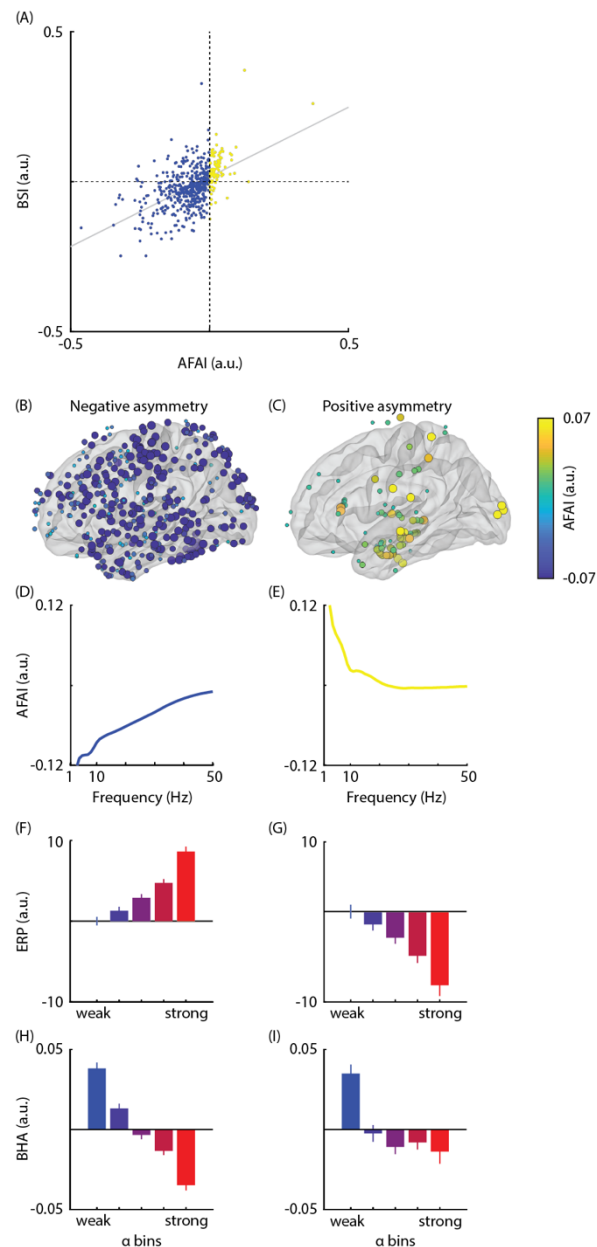 (A)
0.5
BSI (a.u.)
-0.5
-0.5
0.5
AFAI (a.u.)
(B) Negative asymmetry
(C) Positive asymmetry
0.07
AFAI (a.u.)
-0.07
(D)
(E)
0.12
0.12
AFAI (a.u.)
-0.12
-0.12
1 10 50
1 10 50
Frequency (Hz)
Frequency (Hz)
(F)
(G)
10
10
ERP (a.u.)
-10
-10
weak strong
weak strong
(H)
(I)
0.05
0.05
BHA (a.u.)
-0.05
-0.05
weak strong
weak strong
α bins
α bins